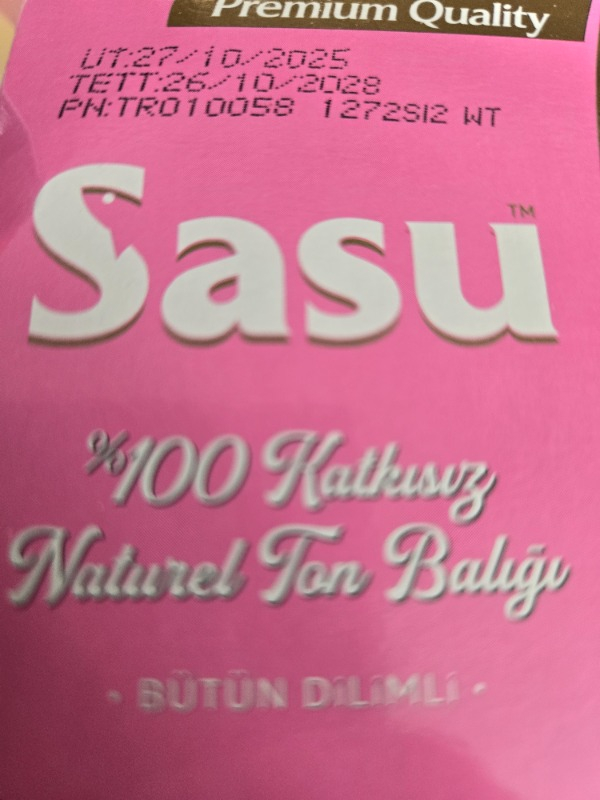 Premium Quality
ÜT:27/10/2025
TETT:26/10/2028
PN:TR010058 1272SI2 WT
Sasu™
%100 Katkısız
Naturel Ton Balığı
• BÜTÜN DİLİMLİ •